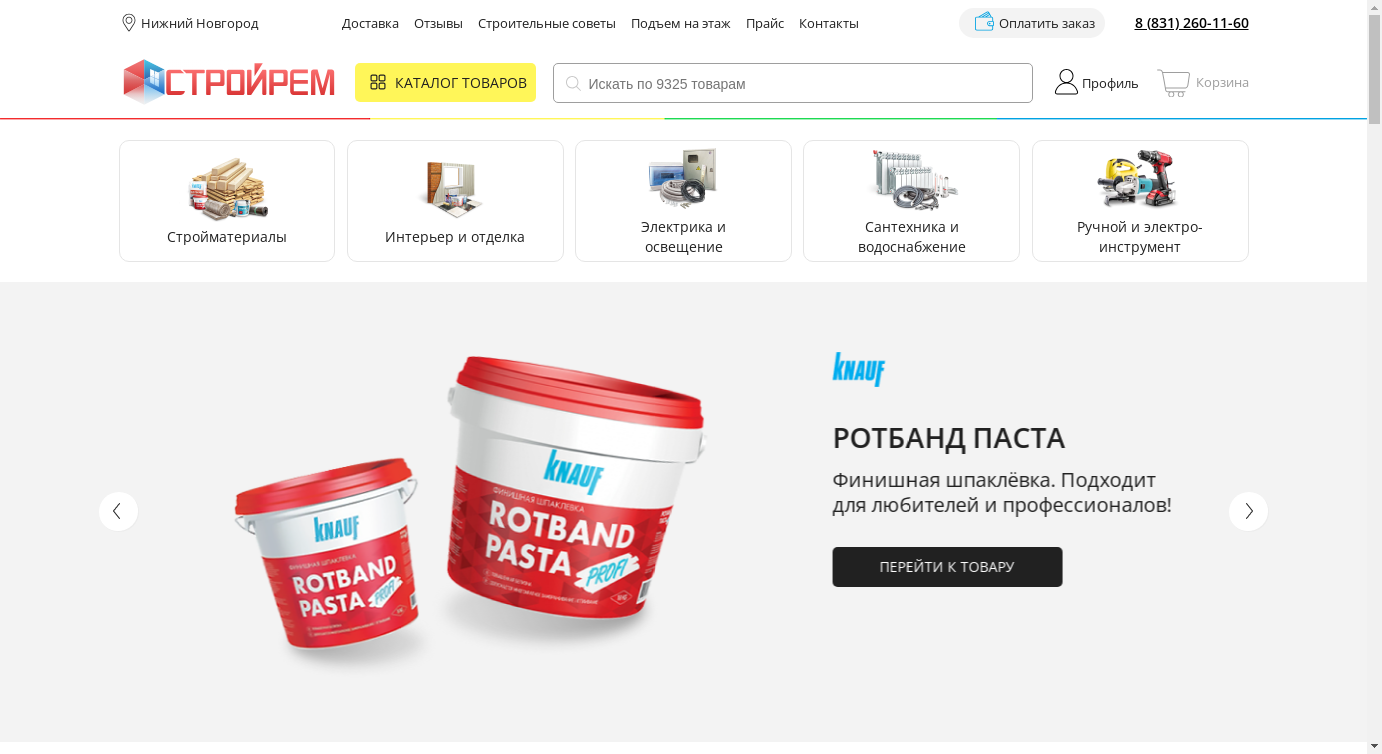 Нижний Новгород
Доставка Отзывы Строительные советы Подъем на этаж Прайс Контакты
Оплатить заказ
8 (831) 260-11-60
СТРОЙРЕМ
КАТАЛОГ ТОВАРОВ
Искать по 9325 товарам
Профиль
Корзина
Стройматериалы
Интерьер и отделка
Электрика и
освещение
Сантехника и
водоснабжение
Ручной и электро-
инструмент
KNAUF
ФИНИШНАЯ ШПАКЛЕВКА
ROTBAND
PASTA
PROFI
KNAUF
ФИНИШНАЯ ШПАКЛЕВКА
ROTBAND
PASTA
PROFI
KNAUF
РОТБАНД ПАСТА
Финишная шпаклёвка. Подходит
для любителей и профессионалов!
ПЕРЕЙТИ К ТОВАРУ